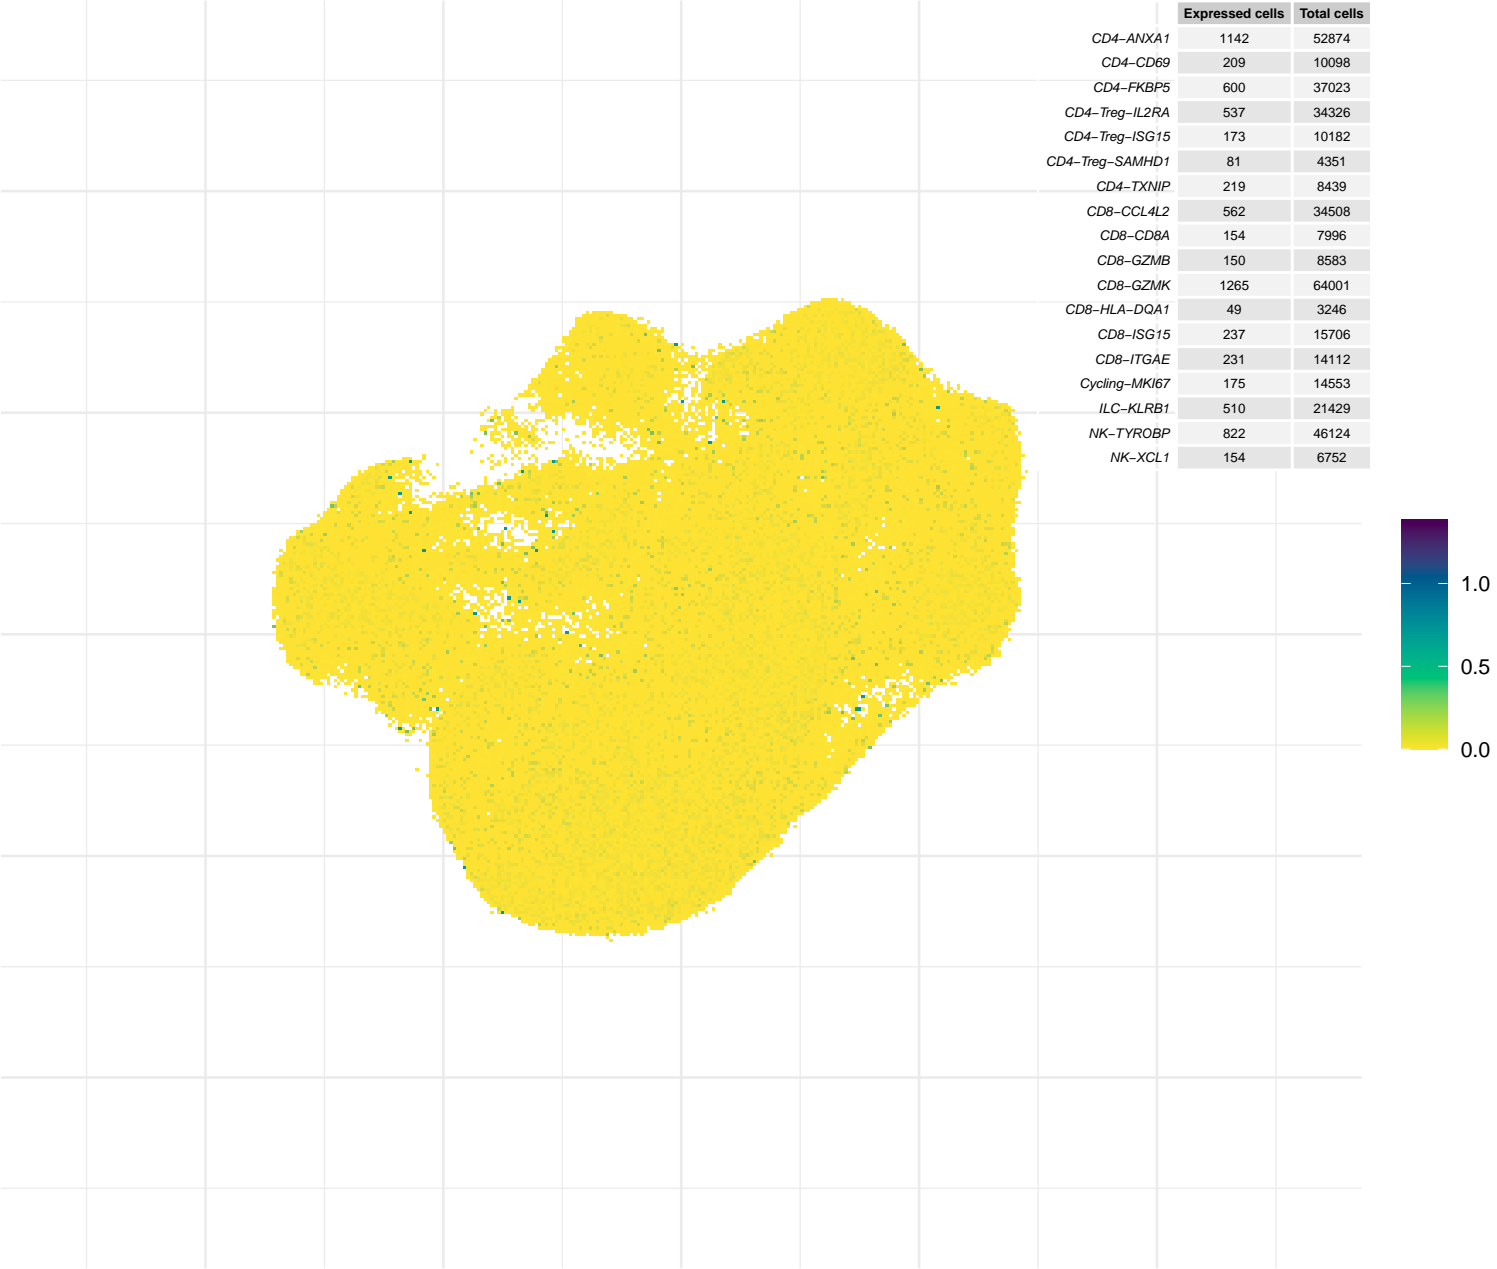 Expressed cells Total cells
CD4−ANXA1 1142 52874
CD4−CD69 209 10098
CD4−FKBP5 600 37023
CD4−Treg−IL2RA 537 34326
CD4−Treg−ISG15 173 10182
CD4−Treg−SAMHD1 81 4351
CD4−TXNIP 219 8439
CD8−CCL4L2 562 34508
CD8−CD8A 154 7996
CD8−GZMB 150 8583
CD8−GZMK 1265 64001
CD8−HLA−DQA1 49 3246
CD8−ISG15 237 15706
CD8−ITGAE 231 14112
Cycling−MKI67 175 14553
ILC−KLRB1 510 21429
NK−TYROBP 822 46124
NK−XCL1 154 6752
1.0
0.5
0.0